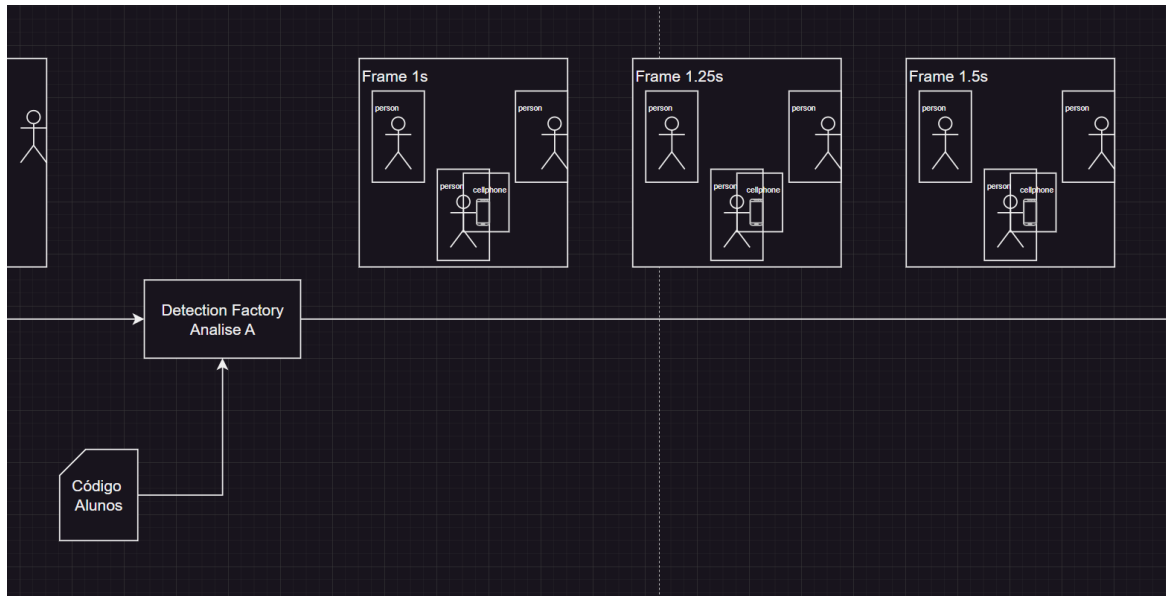 Frame 1s
person
person
person
cellphone
Frame 1.25s
person
person
person
cellphone
Frame 1.5s
person
person
person
cellphone
Detection Factory
Analise A
Código
Alunos